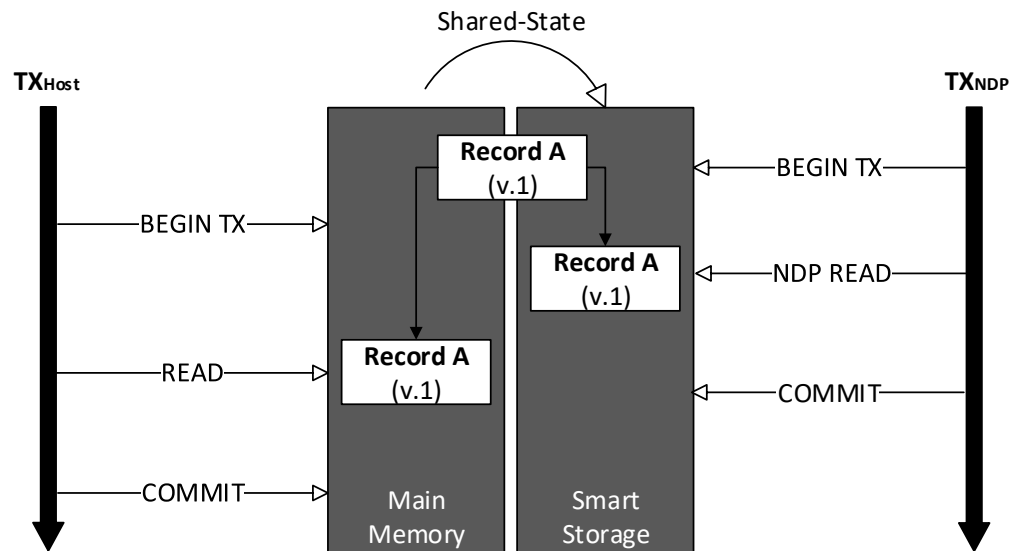 Shared-State
TXHost
TXNDP
Record A
(v.1)
BEGIN TX
BEGIN TX
Record A
(v.1)
NDP READ
Record A
(v.1)
READ
COMMIT
COMMIT
Main
Memory
Smart
Storage